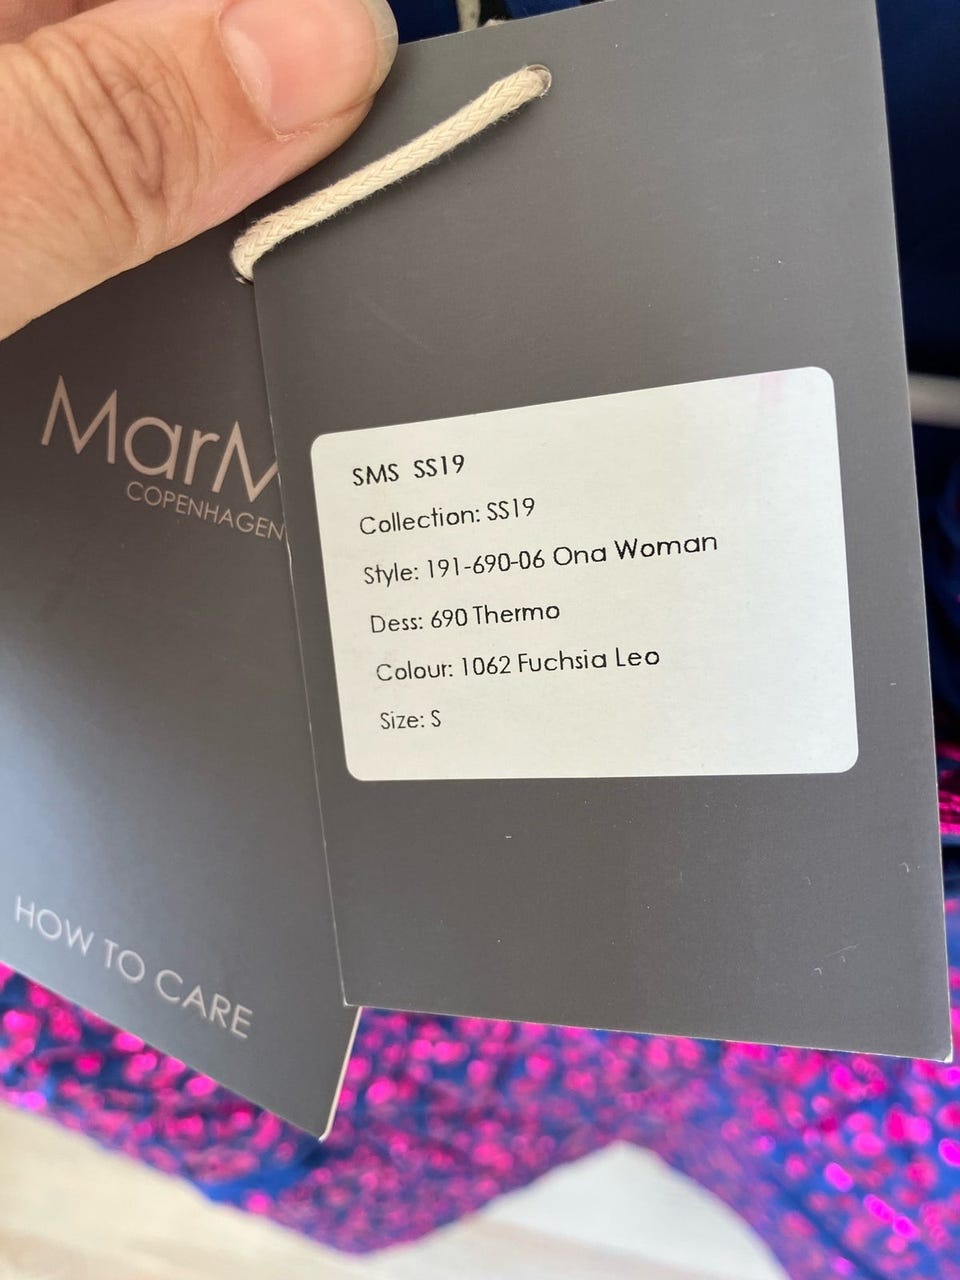 MarM
COPENHAGEN
HOW TO CARE
SMS SS19
Collection: SS19
Style: 191-690-06 Ona Woman
Dess: 690 Thermo
Colour: 1062 Fuchsia Leo
Size: S